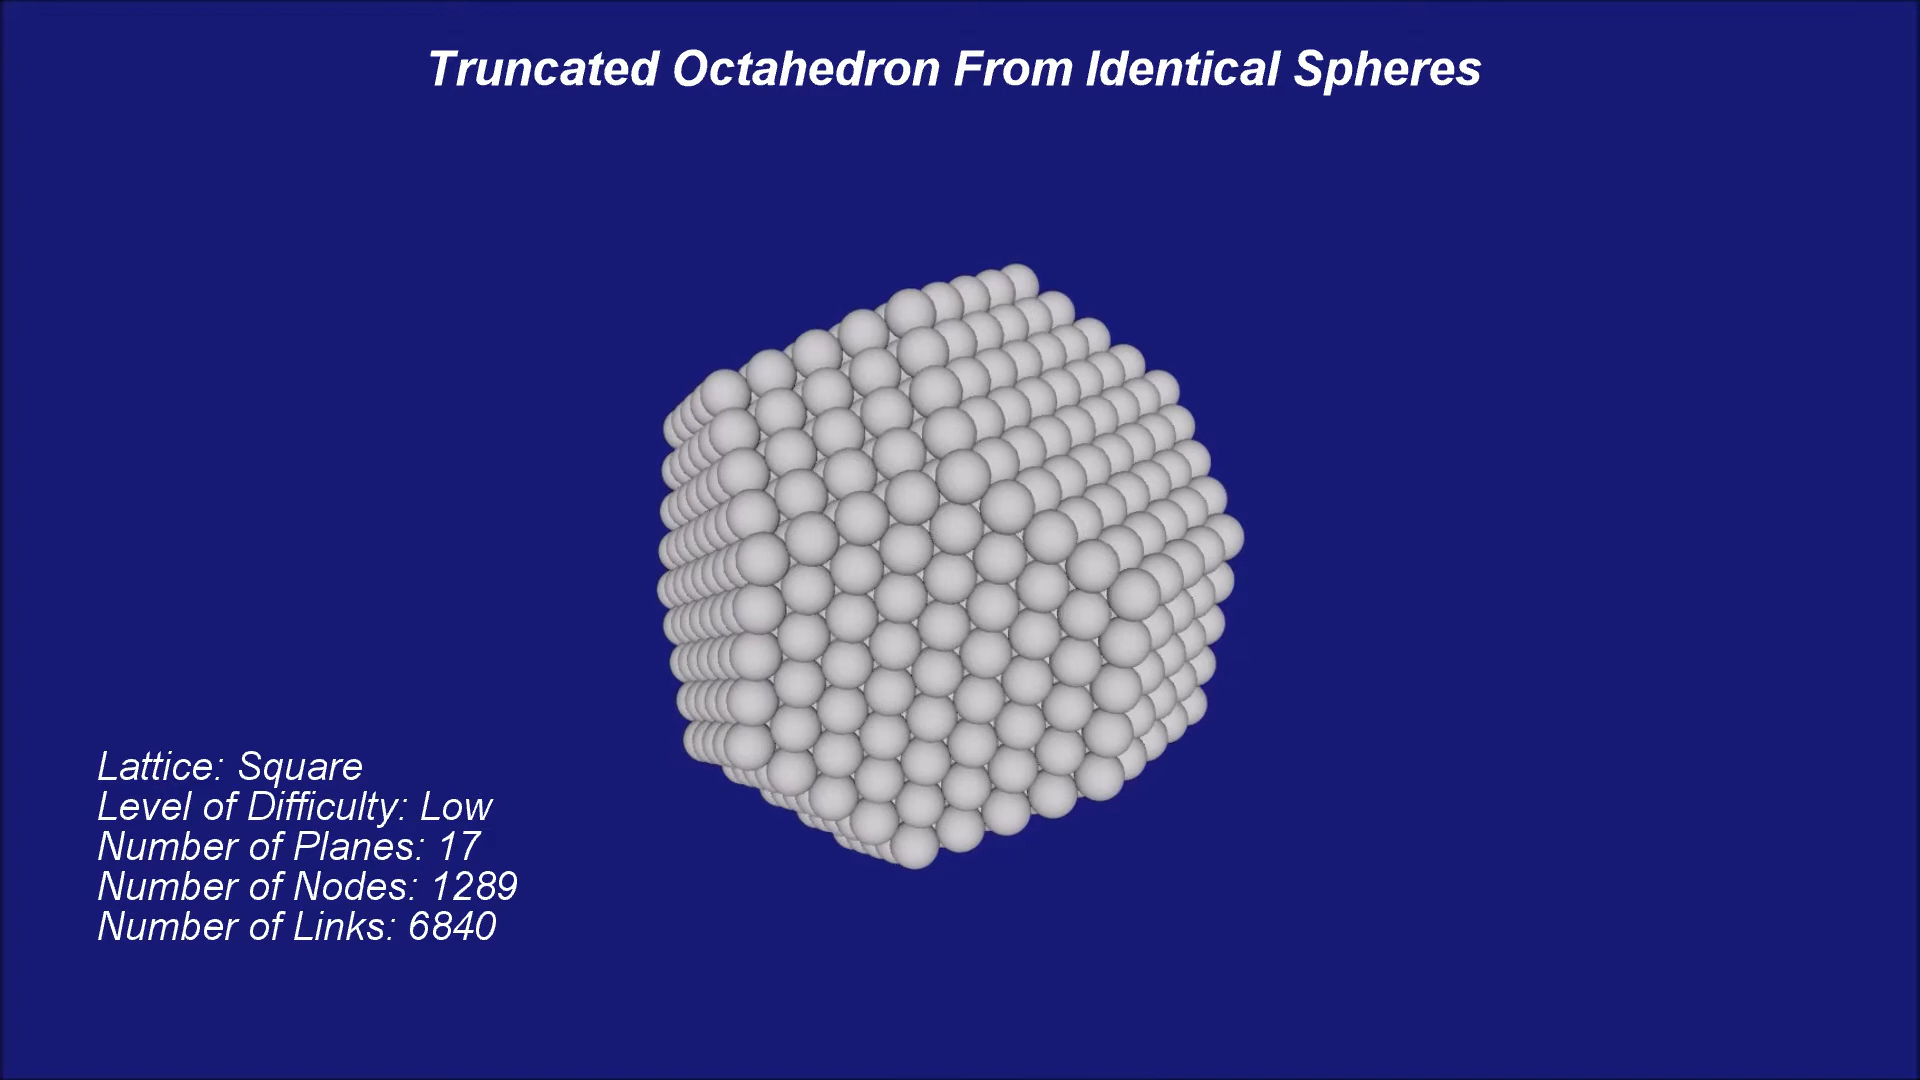 Truncated Octahedron From Identical Spheres
Lattice: Square
Level of Difficulty: Low
Number of Planes: 17
Number of Nodes: 1289
Number of Links: 6840